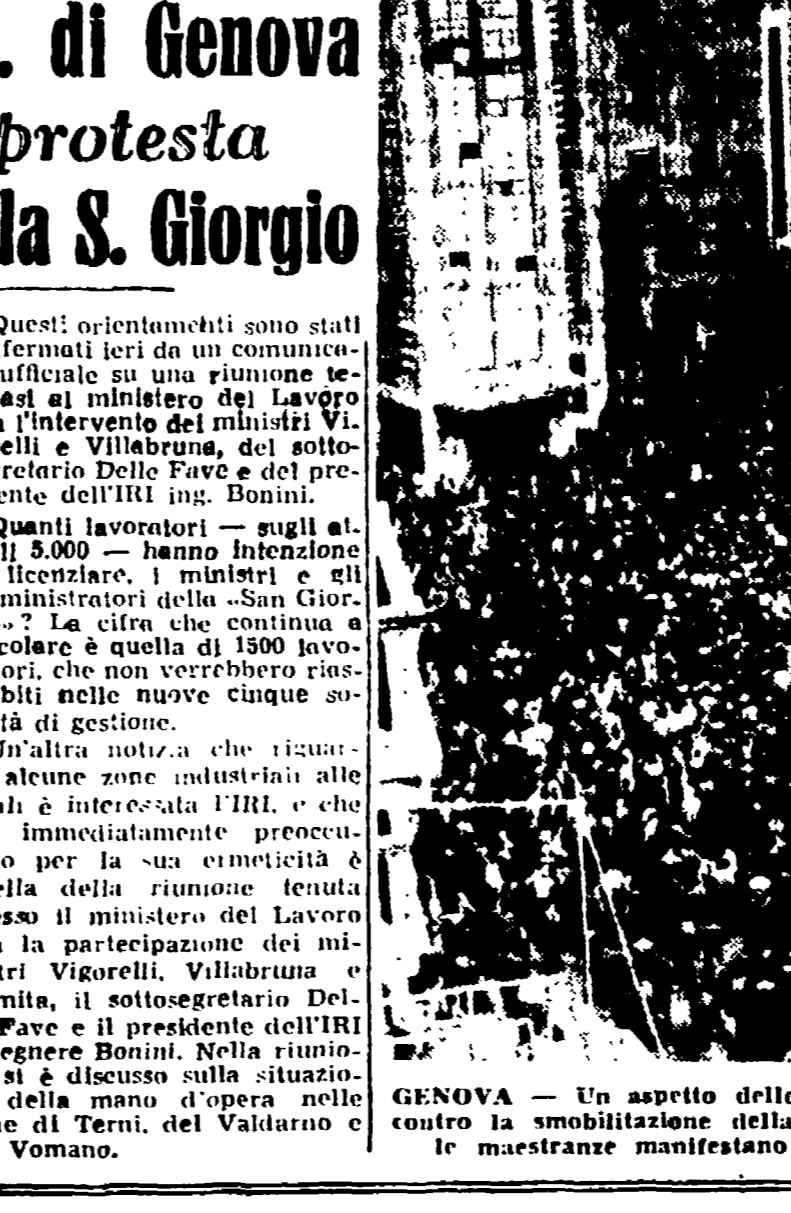 . di Genova
protesta
la S. Giorgio
Questi orientamenti sono stati
fermati ieri da un comunica-
ufficiale su una riunione te-
asi al ministero del Lavoro
l'intervento dei ministri Vi-
elli e Villabruna, del sotto-
retario Delle Fave e del pre-
ente dell'IRI ing. Bonini.
Quanti lavoratori — sugli at-
li 5.000 — hanno intenzione
licenziare, i ministri e gli
ministratori della «San Gior-
»? La cifra che continua a
colare è quella di 1500 lavo-
ori, che non verrebbero rias-
biti nelle nuove cinque so-
tà di gestione.
Un'altra notizia che riguar-
alcune zone industriali alle
ali è interessata l'IRI, e che
immediatamente preoccu-
o per la sua ermeticità è
ella della riunione tenuta
esso il ministero del Lavoro
la partecipazione dei mi-
tri Vigorelli, Villabruna e
mita, il sottosegretario Del-
Fave e il presidente dell'IRI
egnere Bonini. Nella riunio-
si è discusso sulla situazio-
della mano d'opera nelle
e di Terni, del Valdarno e
Vomano.
GENOVA — Un aspetto dello
contro la smobilitazione della
le maestranze manifestano